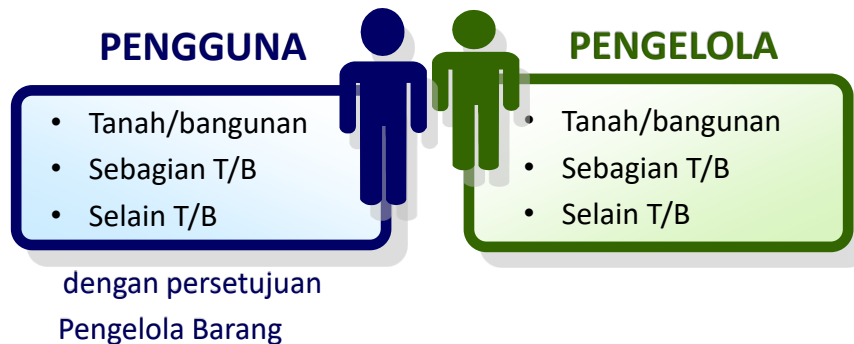 PENGGUNA
• Tanah/bangunan
• Sebagian T/B
• Selain T/B
dengan persetujuan
Pengelola Barang
PENGELOLA
• Tanah/bangunan
• Sebagian T/B
• Selain T/B